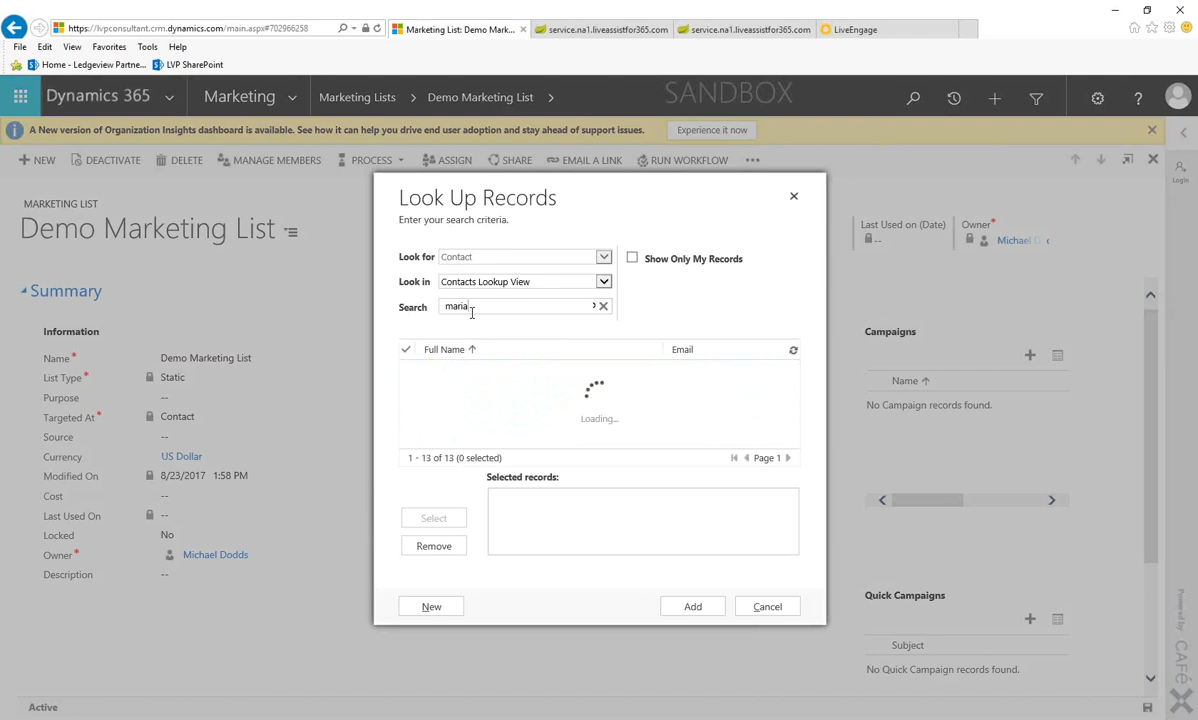 https://lvpconsultant.crm.dynamics.com/main.aspx#702966258
Marketing List: Demo Mark...
service.na1.liveassistfor365.com
service.na1.liveassistfor365.com
LiveEngage
File Edit View Favorites Tools Help
Home - Ledgeview Partne... LVP SharePoint
Dynamics 365 Marketing Marketing Lists Demo Marketing List SANDBOX
A New version of Organization Insights dashboard is available. See how it can help you drive end user adoption and stay ahead of support issues. Experience it now
NEW DEACTIVATE DELETE MANAGE MEMBERS PROCESS ASSIGN SHARE EMAIL A LINK RUN WORKFLOW •••
Login
MARKETING LIST
Demo Marketing List
Last Used on (Date) --
Owner* Michael
Summary
Information
Name* Demo Marketing List
List Type* Static
Purpose --
Targeted At* Contact
Source --
Currency US Dollar
Modified On 8/23/2017 1:58 PM
Cost --
Last Used On --
Locked No
Owner* Michael Dodds
Description --
Look Up Records
Enter your search criteria.
Look for Contact
Show Only My Records
Look in Contacts Lookup View
Search maria
Full Name Email
Loading...
1 - 13 of 13 (0 selected) Page 1
Selected records:
Select
Remove
New Add Cancel
Campaigns
Name
No Campaign records found.
Quick Campaigns
Subject
No Quick Campaign records found.
Powered by CAFÉ
Active